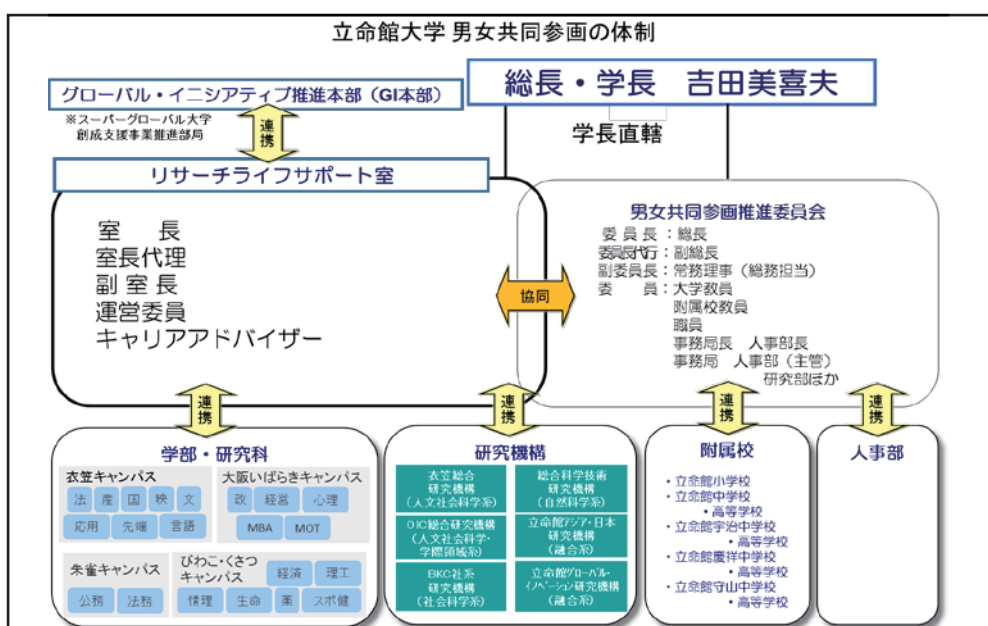 立命館大学 男女共同参画の体制
グローバル・イニシアティブ推進本部（GI本部）
※スーパーグローバル大学
創成支援事業推進部局
連携
総長・学長　吉田美喜夫
学長直轄
リサーチライフサポート室
室　　長
室長代理
副 室 長
運営委員
キャリアアドバイザー
協同
男女共同参画推進委員会
委 員 長 ：総長
委員長代行：副総長
副委員長：常務理事（総務担当）
委　　員：大学教員
附属校教員
職員
事務局長　人事部長
事務局　人事部（主管）
研究部ほか
連携
連携
連携
連携
学部・研究科
衣笠キャンパス
法 産 国 映 文
応用 先端 言語
大阪いばらきキャンパス
政 経営 心理
MBA MOT
朱雀キャンパス
公務 法務
びわこ・くさつ
キャンパス
経済 理工
情理 生命 薬 スポ健
研究機構
衣笠総合
研究機構
（人文社会科学系）
総合科学技術
研究機構
（自然科学系）
OIC総合研究機構
（人文社会科学・
学際領域系）
立命館アジア・日本
研究機構
（融合系）
BKC社系
研究機構
（社会科学系）
立命館グローバル・
イノベーション研究機構
（融合系）
附属校
・立命館小学校
・立命館中学校
・高等学校
・立命館宇治中学校
・高等学校
・立命館慶祥中学校
・高等学校
・立命館守山中学校
・高等学校
人事部